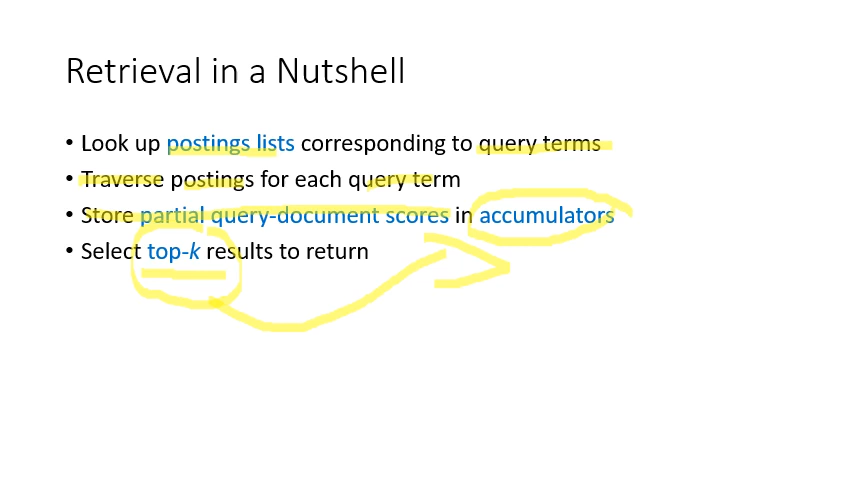 Retrieval in a Nutshell
• Look up postings lists corresponding to query terms
• Traverse postings for each query term
• Store partial query-document scores in accumulators
• Select top-k results to return